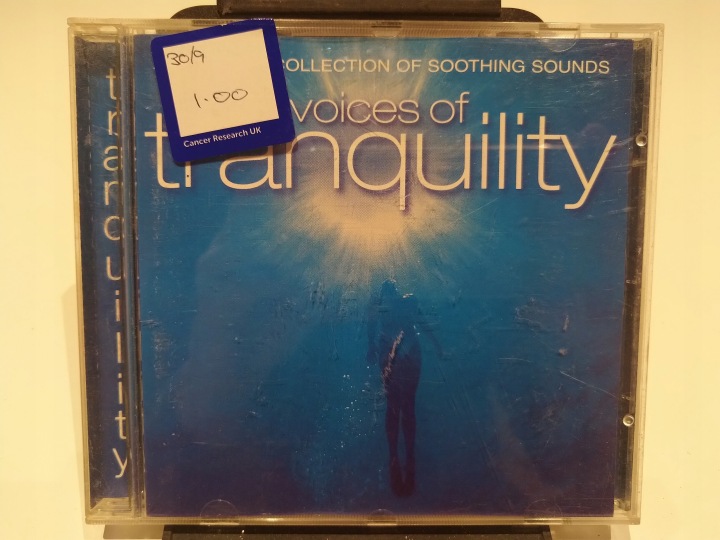 30/9
1.00
Cancer Research UK
COLLECTION OF SOOTHING SOUNDS
voices of
tranquility
tranquility